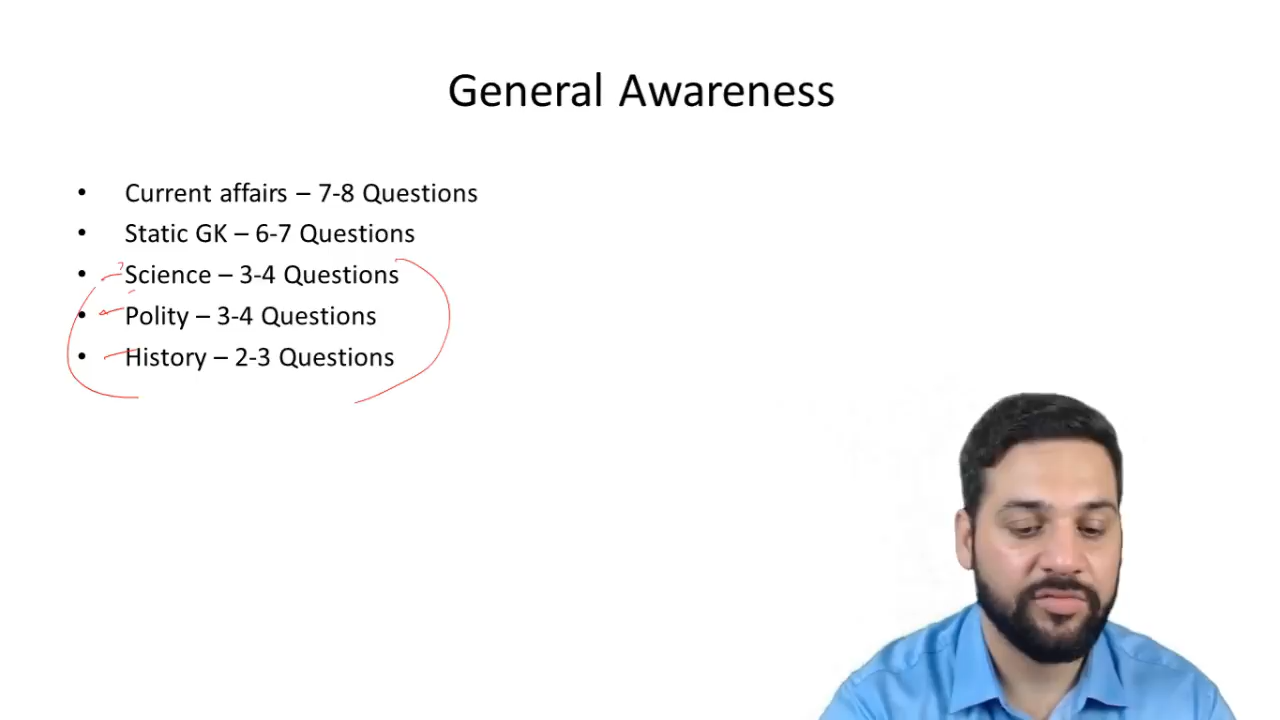 General Awareness
• Current affairs – 7-8 Questions
• Static GK – 6-7 Questions
• Science – 3-4 Questions
• Polity – 3-4 Questions
• History – 2-3 Questions